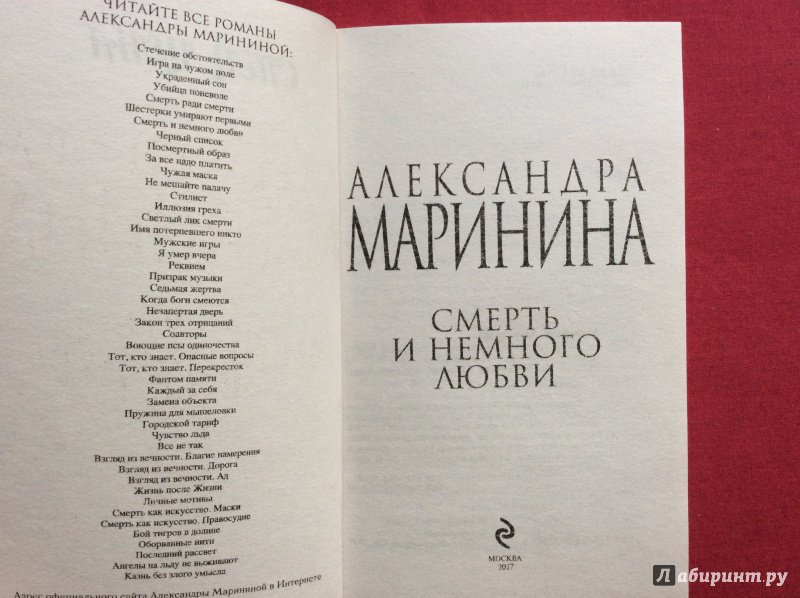 ЧИТАЙТЕ ВСЕ РОМАНЫ
АЛЕКСАНДРЫ МАРИНИНОЙ:
Стечение обстоятельств
Игра на чужом поле
Украденный сон
Убийца поневоле
Смерть ради смерти
Шестерки умирают первыми
Смерть и немного любви
Черный список
Посмертный образ
За все надо платить
Чужая маска
Не мешайте палачу
Стилист
Иллюзия греха
Светлый лик смерти
Имя потерпевшего никто
Мужские игры
Я умер вчера
Реквием
Призрак музыки
Седьмая жертва
Когда боги смеются
Незапертая дверь
Закон трех отрицаний
Соавторы
Воющие псы одиночества
Тот, кто знает. Опасные вопросы
Тот, кто знает. Перекресток
Фантом памяти
Каждый за себя
Замена объекта
Пружина для мышеловки
Городской тариф
Чувство льда
Все не так
Взгляд из вечности. Благие намерения
Взгляд из вечности. Дорога
Взгляд из вечности. Ад
Жизнь после Жизни
Личные мотивы
Смерть как искусство. Маски
Смерть как искусство. Правосудие
Бой тигров в долине
Оборванные нити
Последний рассвет
Ангелы на льду не выживают
Казнь без злого умысла
Адрес официального сайта Александры Марининой в Интернете
АЛЕКСАНДРА
МАРИНИНА
СМЕРТЬ
И НЕМНОГО
ЛЮБВИ
МОСКВА
2017
Лабиринт.ру